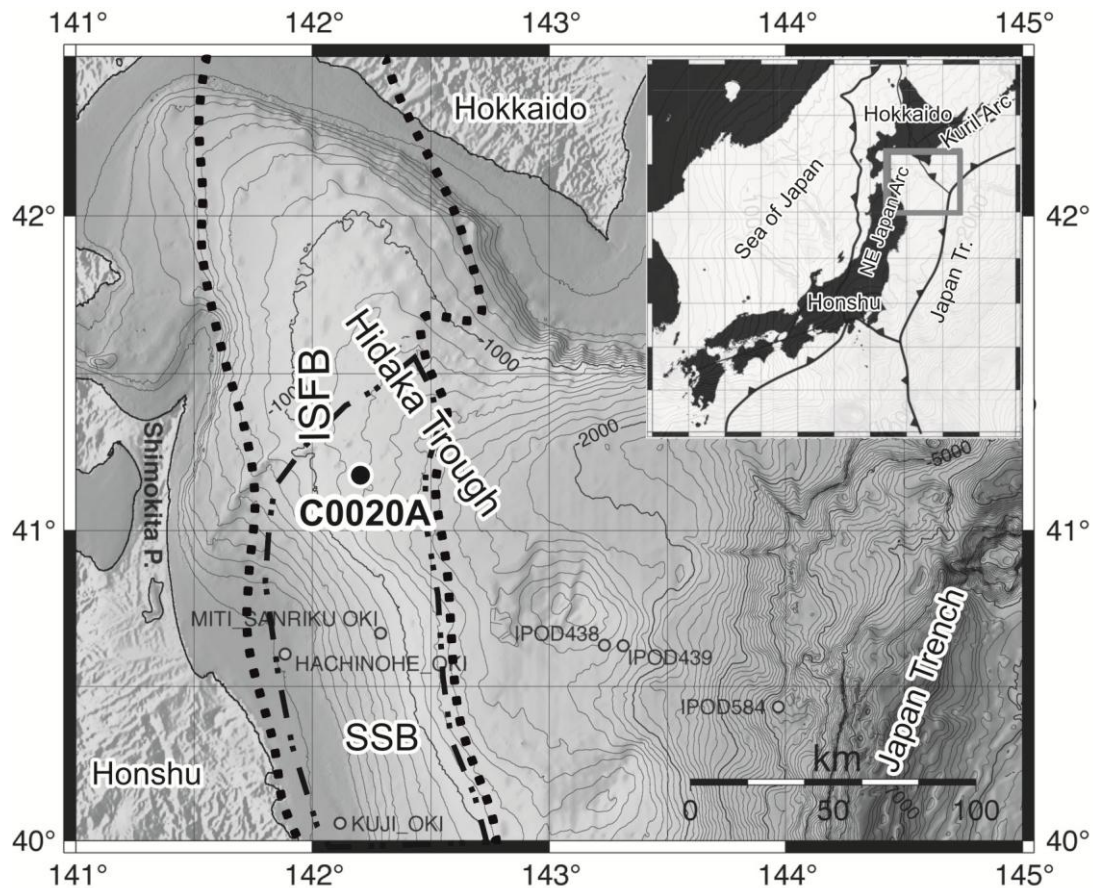 141° 142° 143° 144° 145°
Hokkaido
Hokkaido
Kuril Arc
Sea of Japan
NE Japan Arc
Honshu
Japan Tr.
42° 42°
Hidaka Trough
-1000
ISFB
-2000
-5000
Shimokita P.
C0020A
41° 41°
MITI_SANRIKU OKI
IPOD438
IPOD439
HACHINOHE_OKI
IPOD584
Japan Trench
SSB
Honshu
km
0 50 100
KUJI_OKI
40° 40°
141° 142° 143° 144° 145°